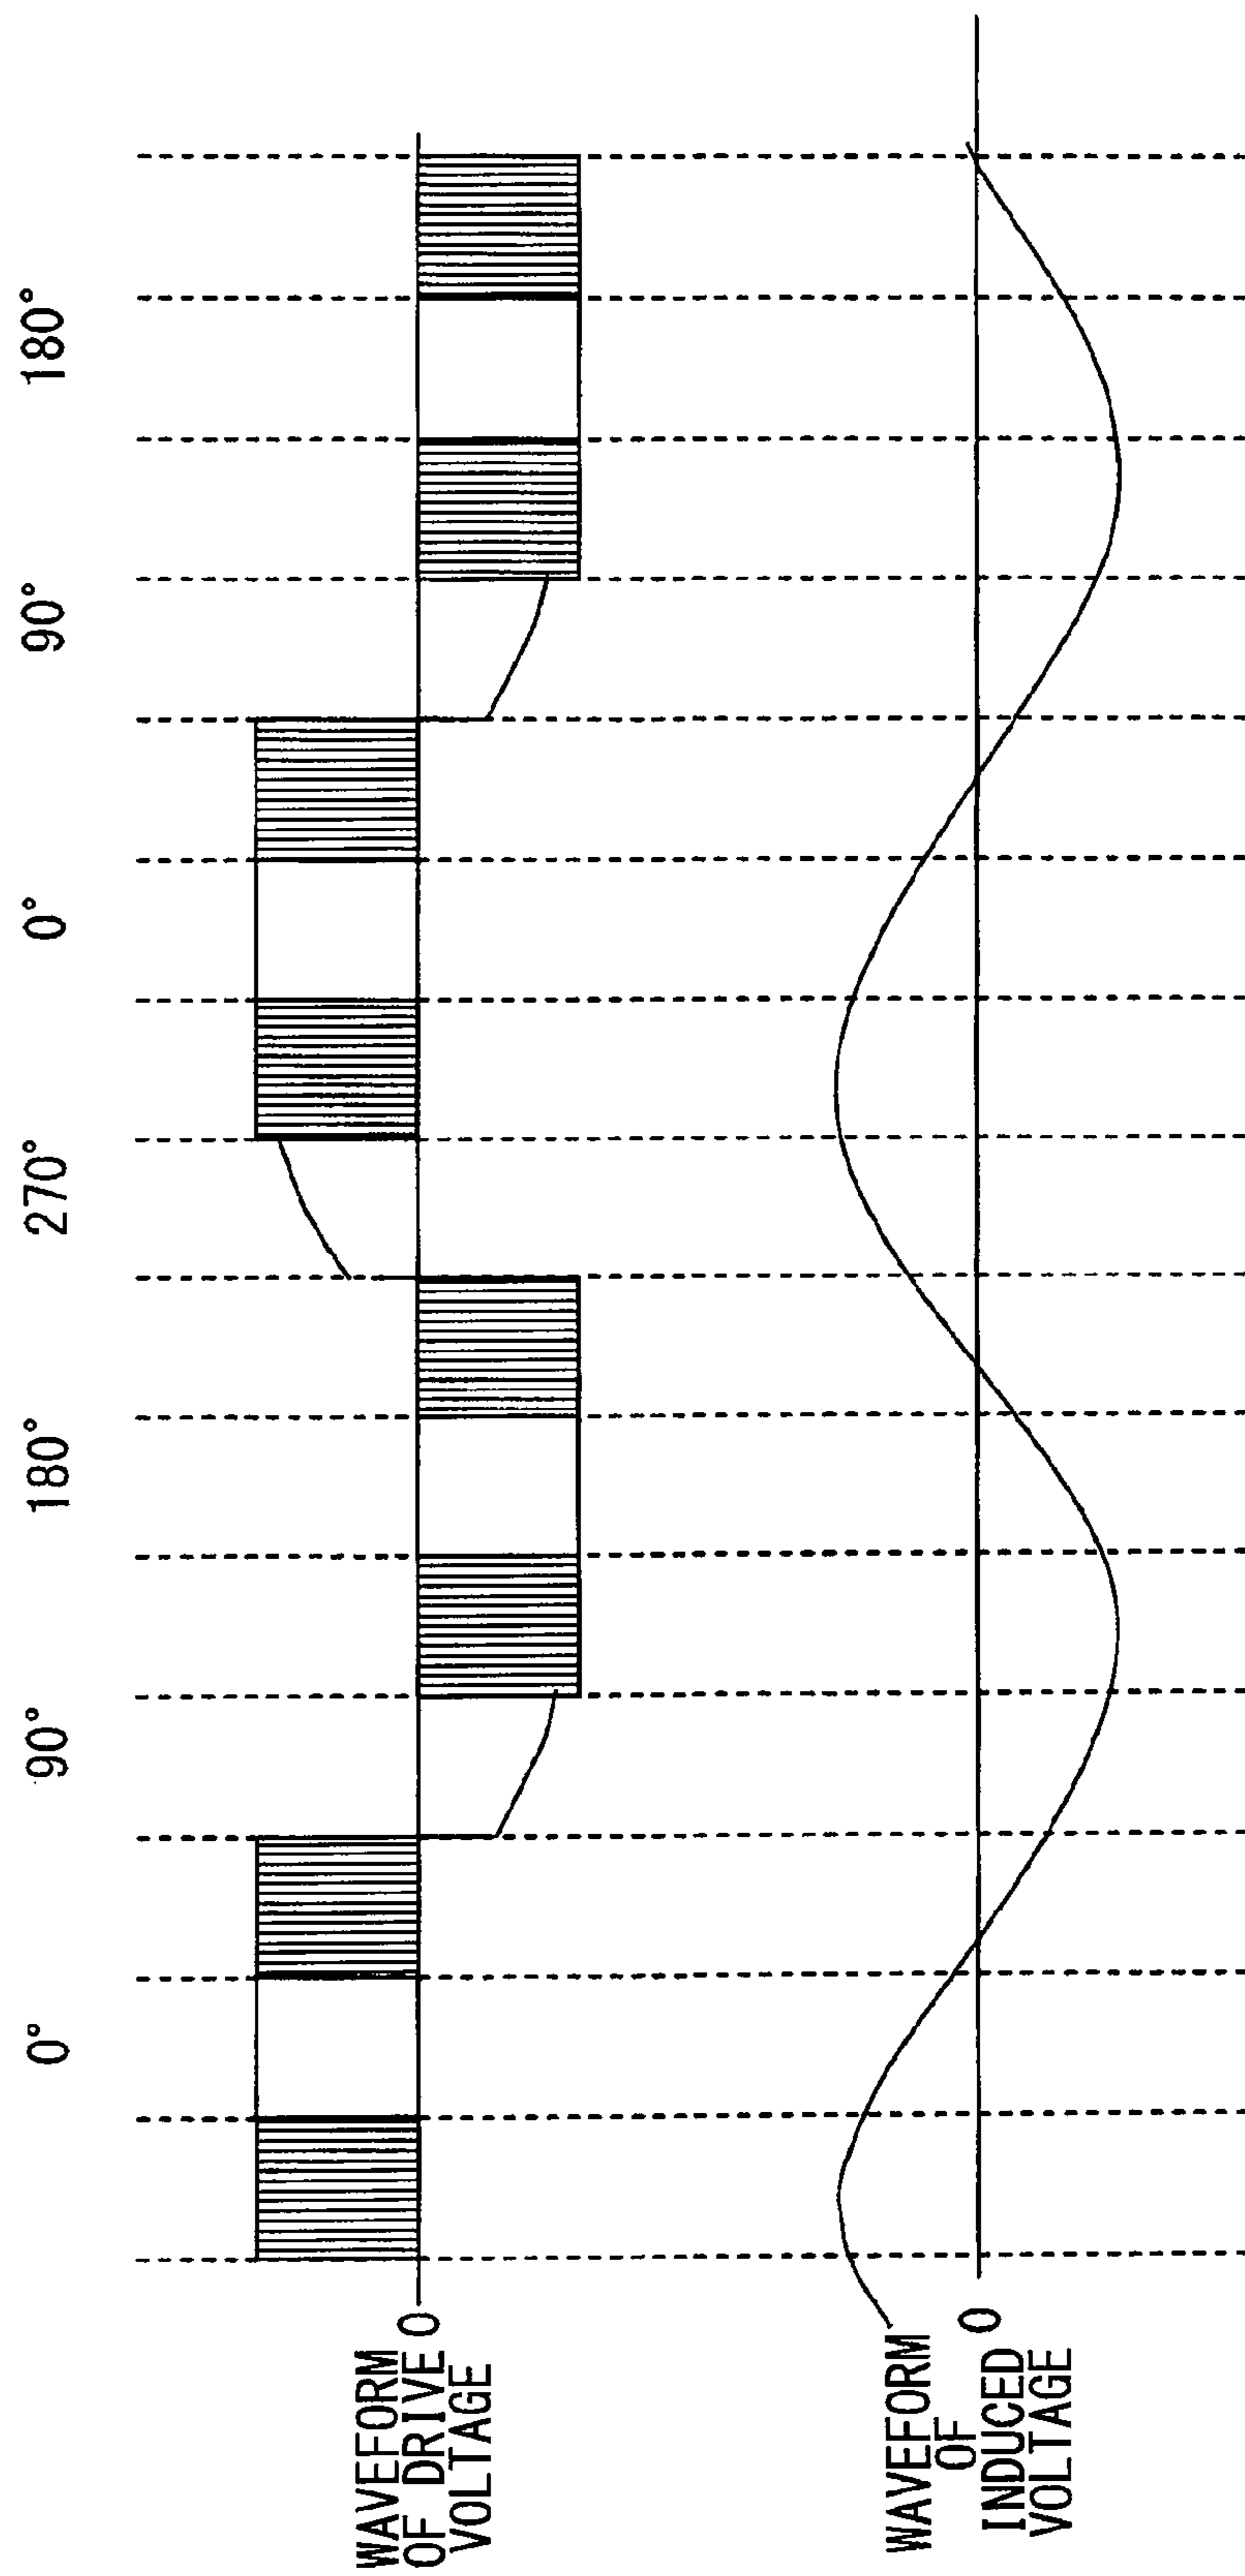 0°
90°
180°
270°
0°
90°
180°
WAVEFORM
OF DRIVE
VOLTAGE
0
WAVEFORM
OF
INDUCED
VOLTAGE
0